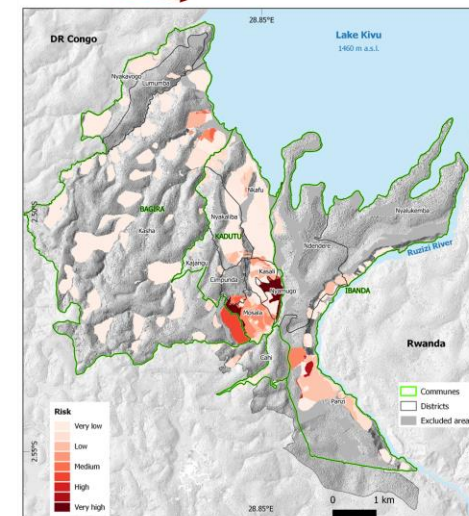 28.85°E
DR Congo
Lake Kivu
1460 m a.s.l.
Nyakavogo
Lumumba
Nkafu
2.50°S
BAGIRA
Kasha
Nyakaliba
KADUTU
Nyalukemba
Ndendere
Ruzizi River
Kajangu
Kasali
Cimpunda
Nyamugo
IBANDA
Mosala
Rwanda
Cahi
Panzi
Communes
Districts
Excluded area
Risk
Very low
Low
Medium
High
Very high
2.55°S
28.85°E
0 1 km